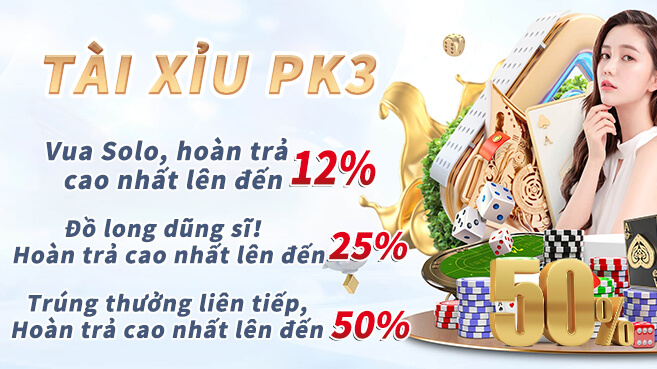 TÀI XỈU PK3
Vua Solo, hoàn trả
cao nhất lên đến 12%
Đồ long dũng sĩ!
Hoàn trả cao nhất lên đến 25%
Trúng thưởng liên tiếp,
Hoàn trả cao nhất lên đến 50%
50%